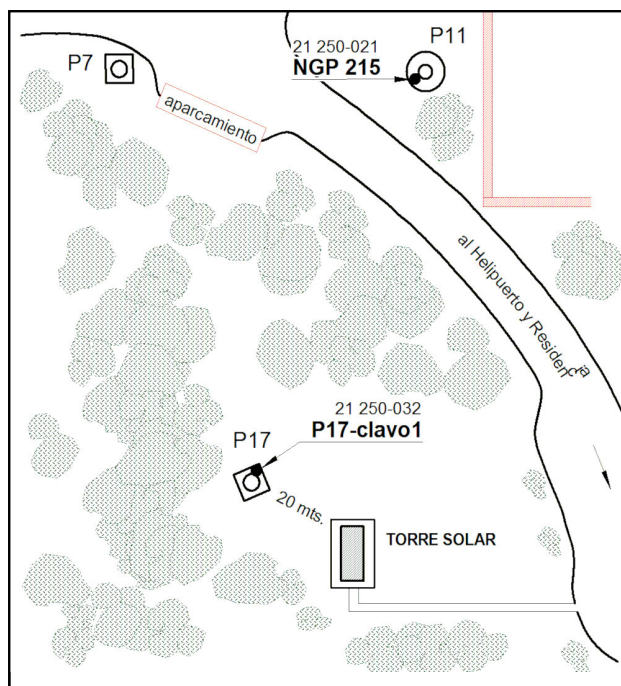 P7
21 250-021
NGP 215
P11
aparcamiento
al Helipuerto y Residencia
21 250-032
P17-clavo1
P17
20 mts.
TORRE SOLAR